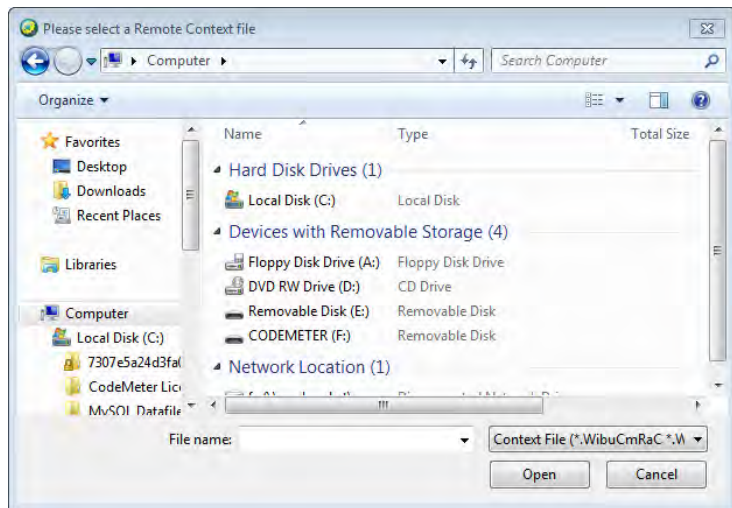 Please select a Remote Context file
Computer
Search Computer
Organize
Name Type Total Size
Favorites
Desktop
Downloads
Recent Places
Libraries
Computer
Local Disk (C:)
7307e5a24d3fa(
CodeMeter Lice
MySQL Datafile
Hard Disk Drives (1)
Local Disk (C:) Local Disk
Devices with Removable Storage (4)
Floppy Disk Drive (A:) Floppy Disk Drive
DVD RW Drive (D:) CD Drive
Removable Disk (E:) Removable Disk
CODEMETER (F:) Removable Disk
Network Location (1)
File name:
Context File (*.WibuCmRaC *.W
Open Cancel